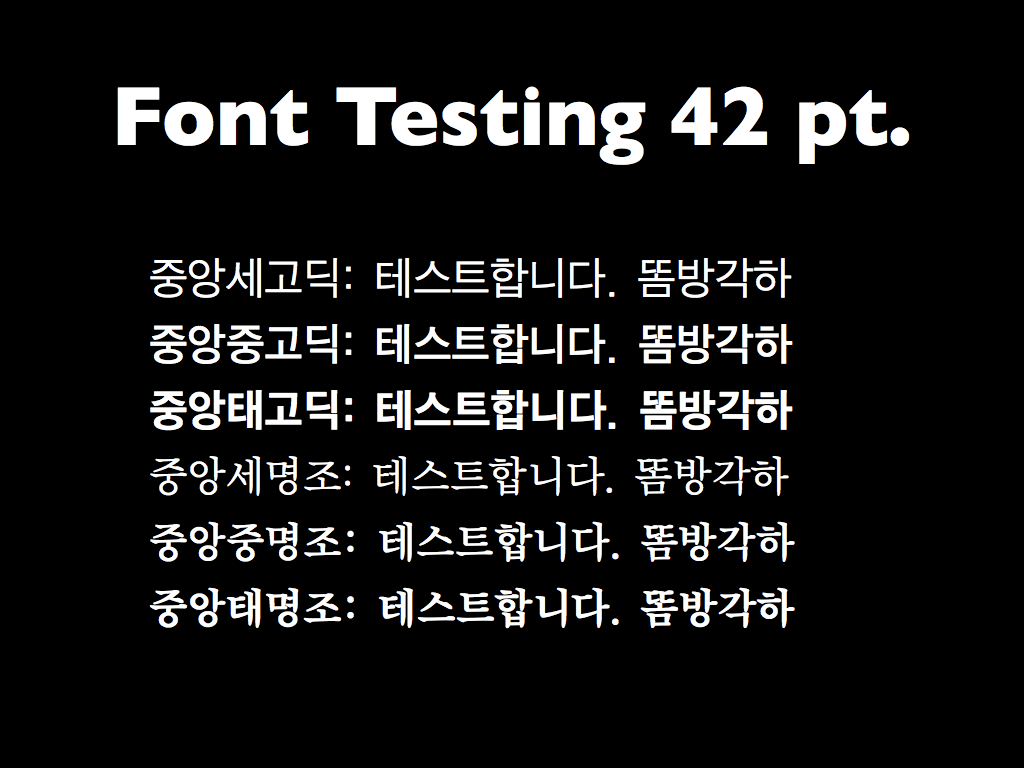 Font Testing 42 pt.
중앙세고딕: 테스트합니다. 똠방각하
중앙중고딕: 테스트합니다. 똠방각하
중앙태고딕: 테스트합니다. 똠방각하
중앙세명조: 테스트합니다. 똠방각하
중앙중명조: 테스트합니다. 똠방각하
중앙태명조: 테스트합니다. 똠방각하